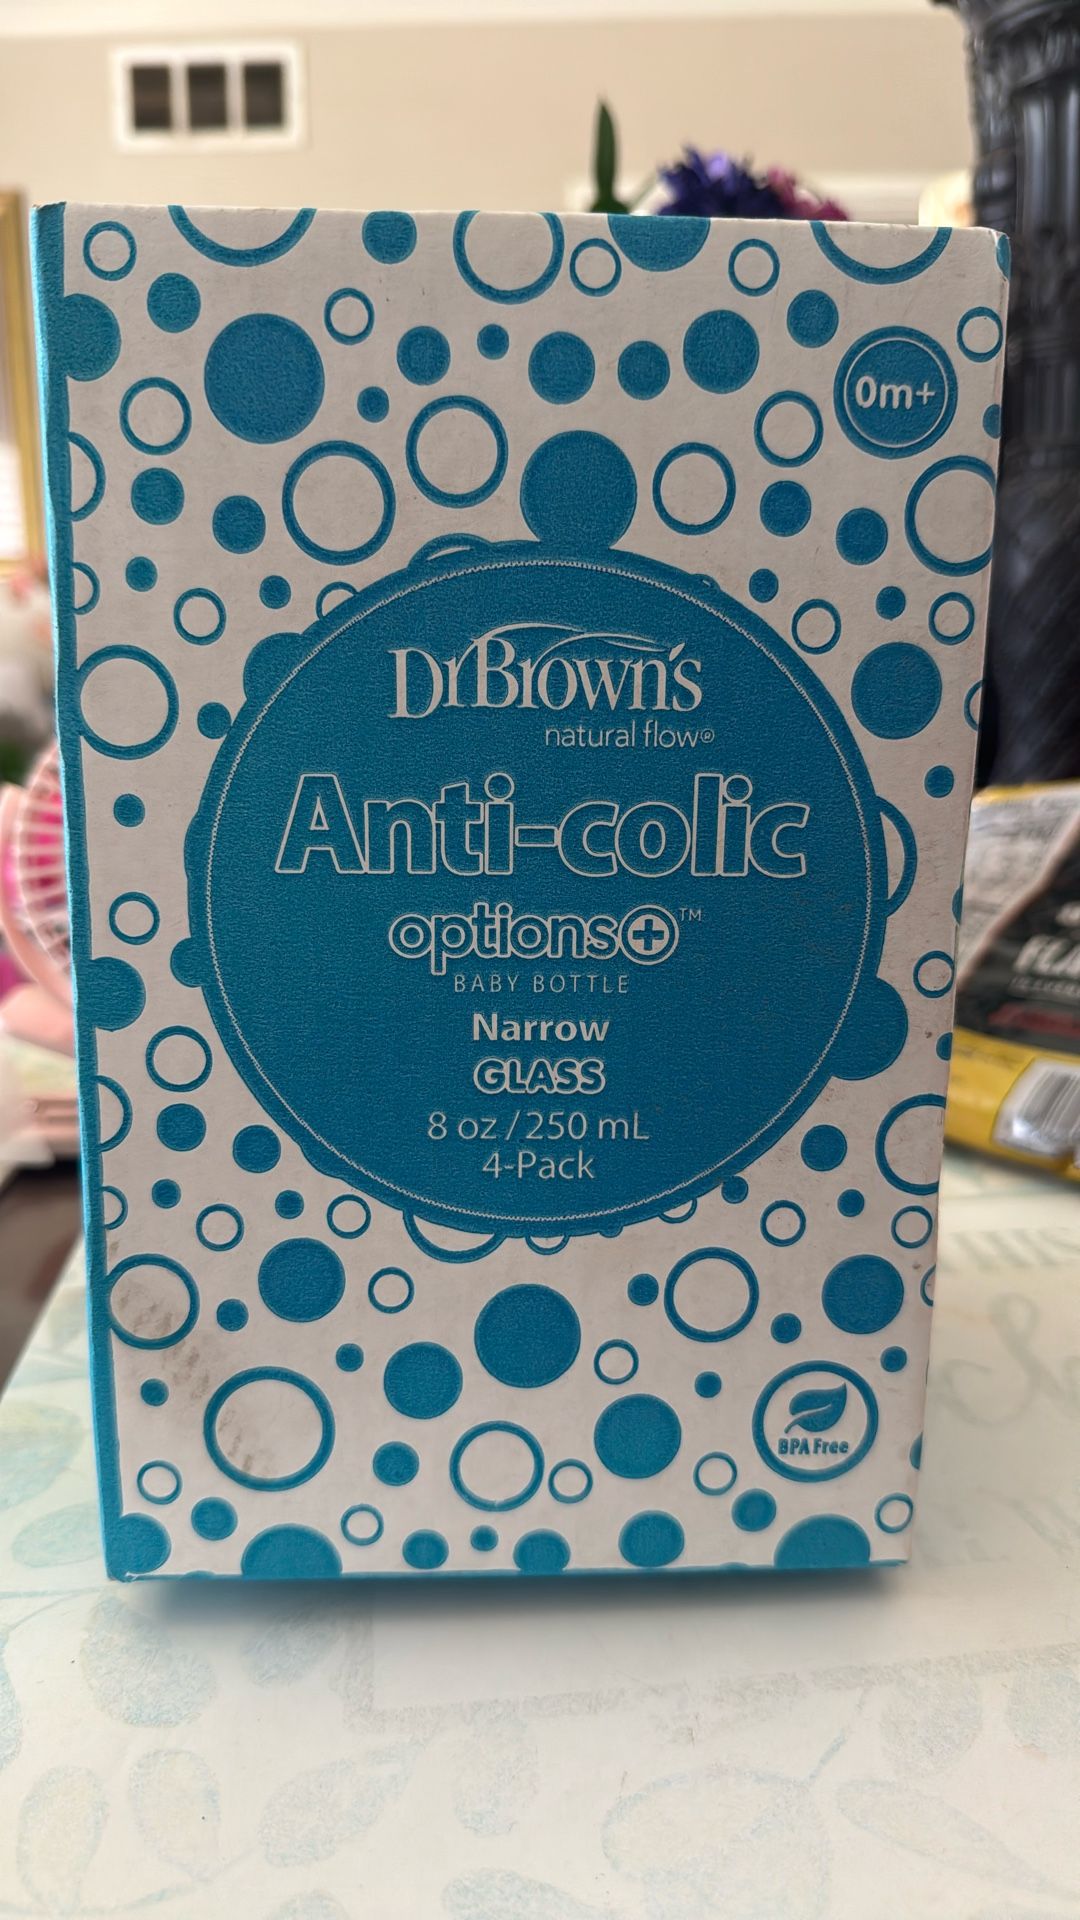 0m+
DrBrown's
natural flow®
Anti-colic
options+™
BABY BOTTLE
Narrow
GLASS
8 oz / 250 mL
4-Pack
BPA Free